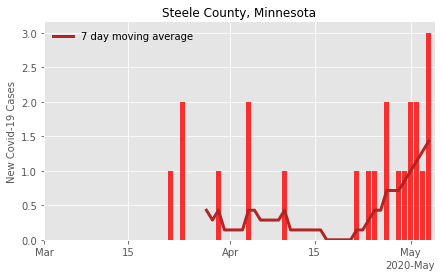 Steele County, Minnesota
7 day moving average
New Covid-19 Cases
3.0
2.5
2.0
1.5
1.0
0.5
0.0
Mar 15 Apr 15 May
2020-May